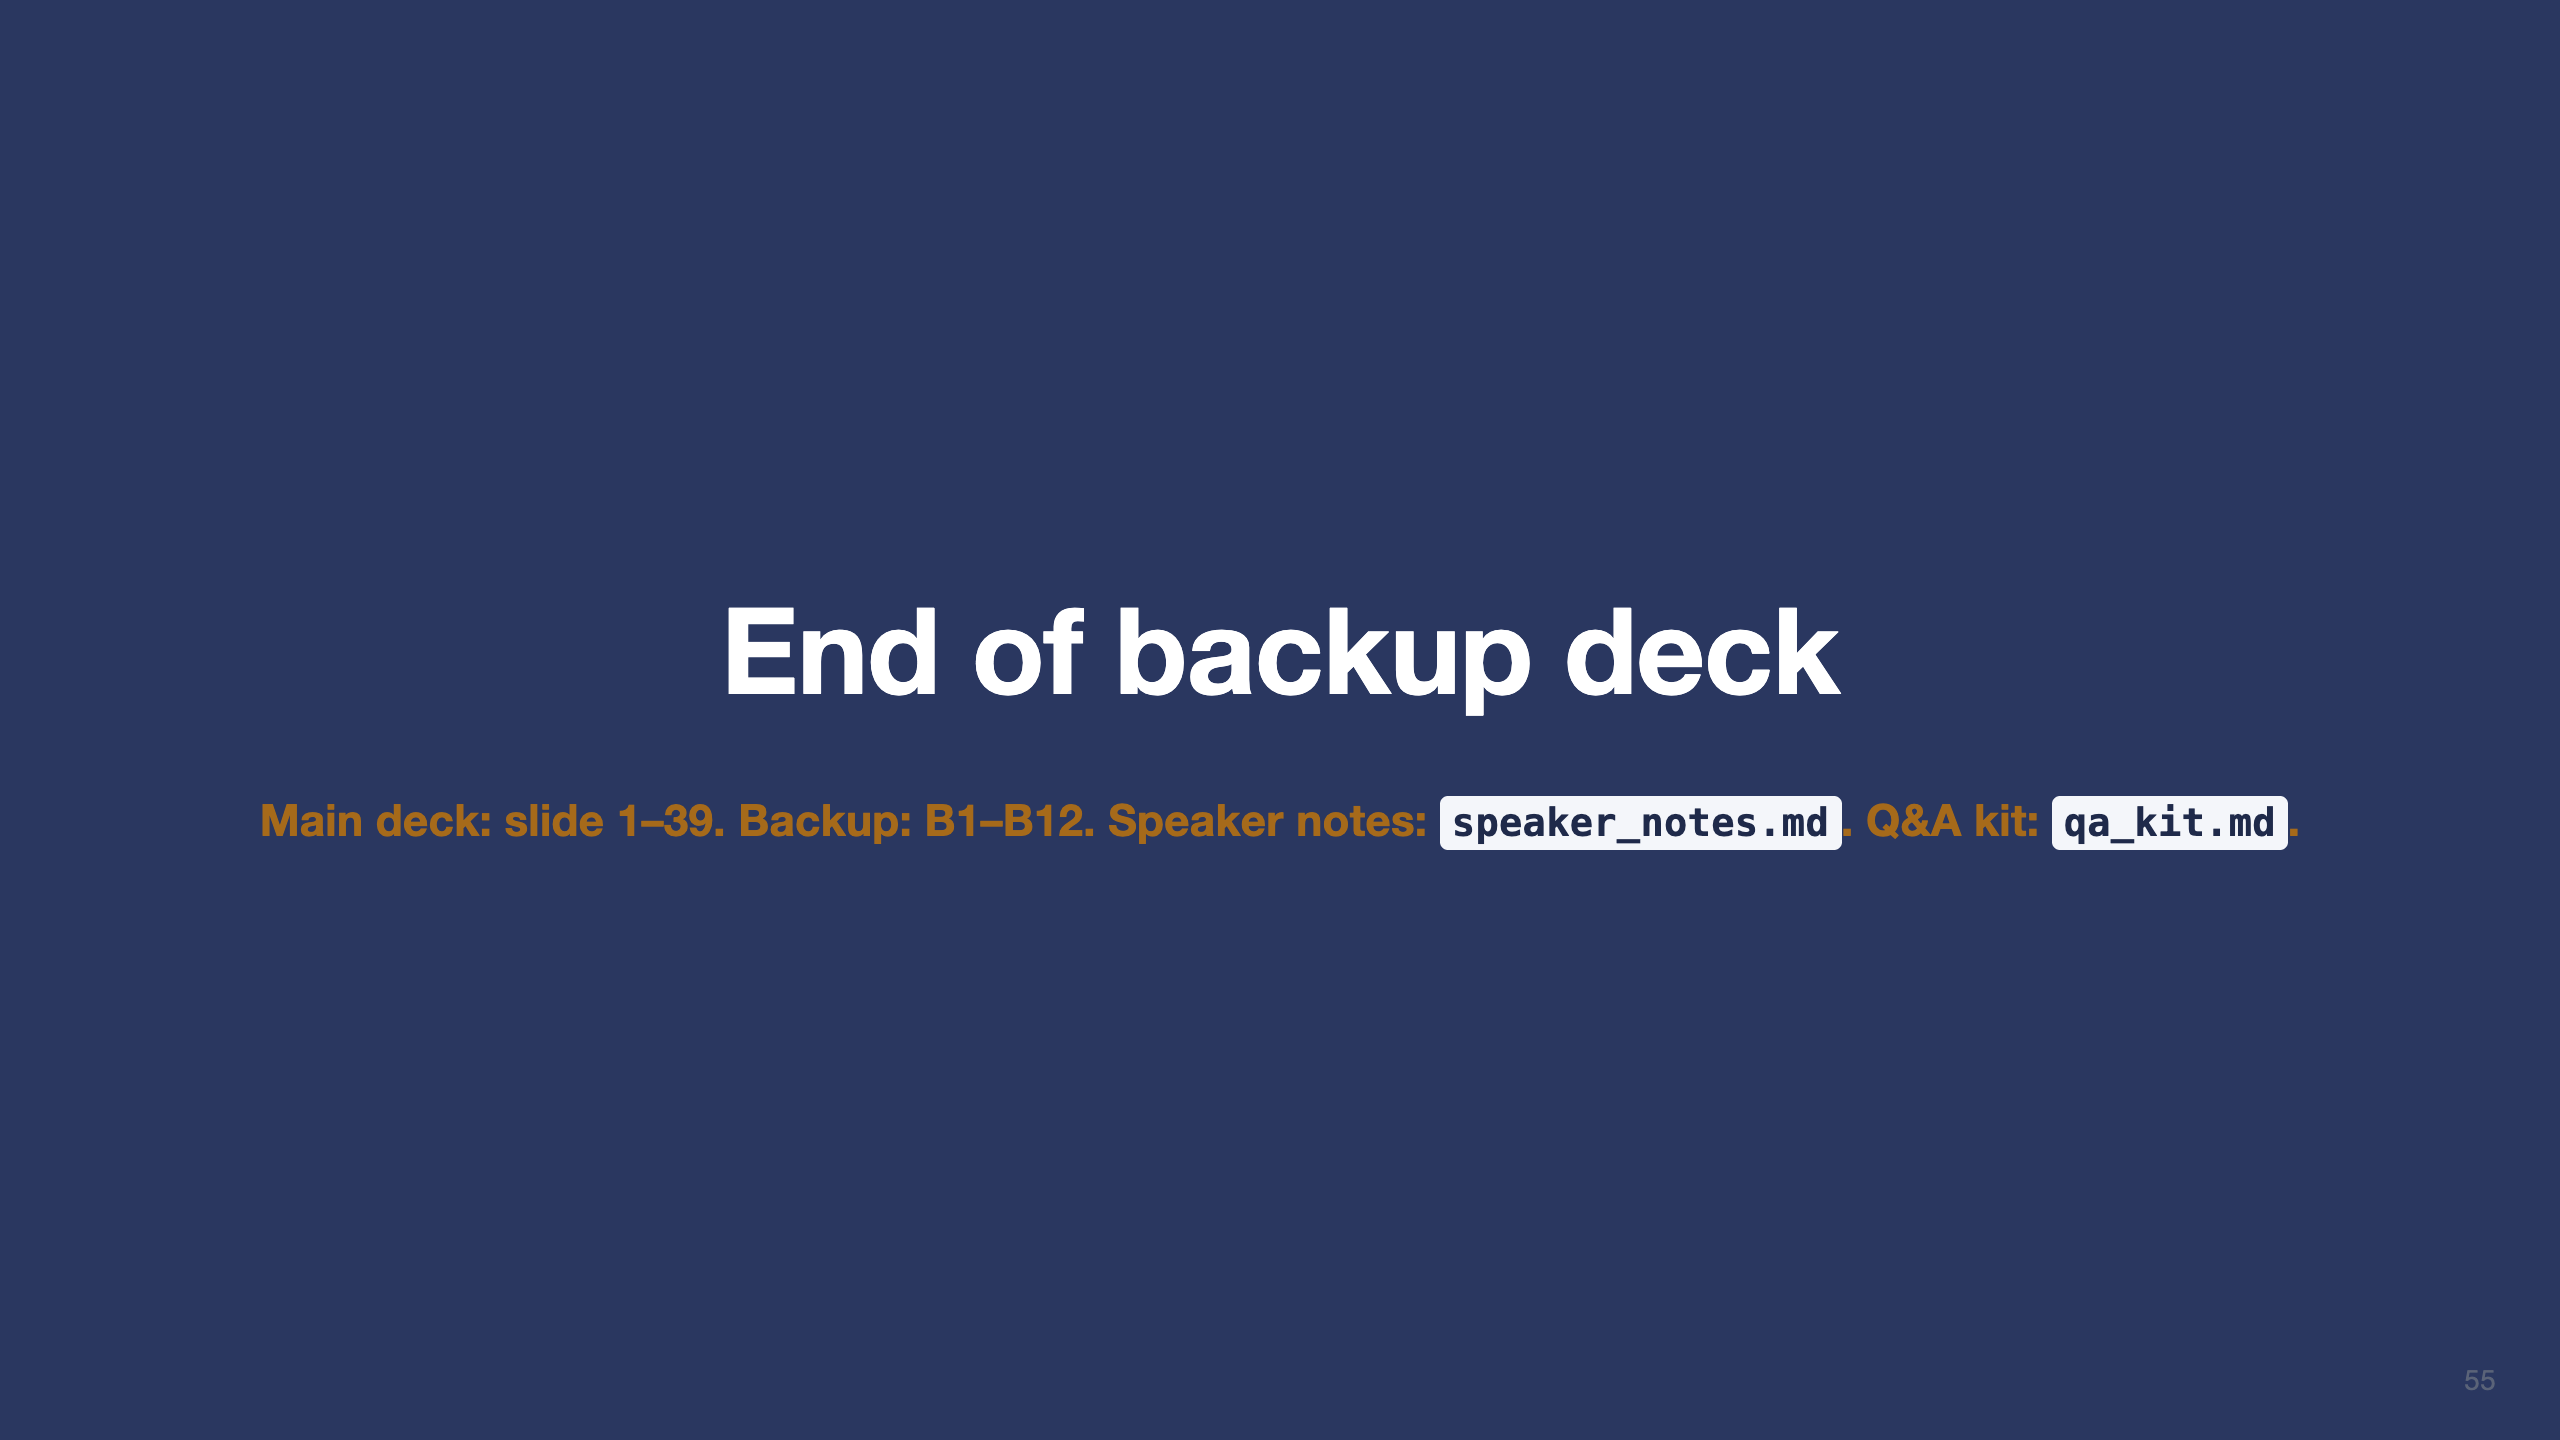 End of backup deck
Main deck: slide 1–39. Backup: B1–B12. Speaker notes: speaker_notes.md. Q&A kit: qa_kit.md.
55